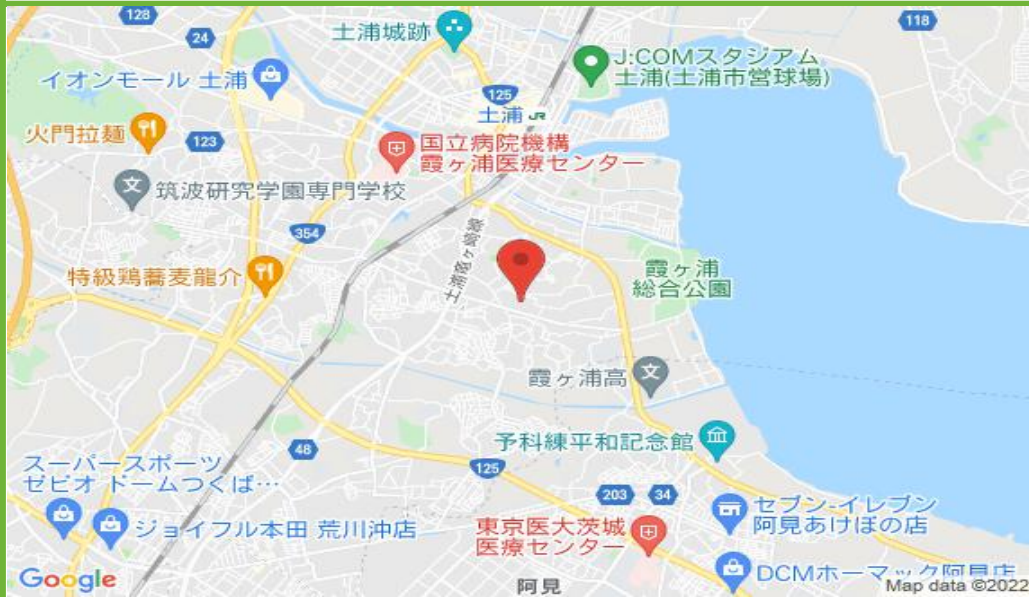 128
24
土浦城跡
118
J:COMスタジアム
土浦(土浦市営球場)
イオンモール 土浦
125
土浦 JR
火門拉麺
123
国立病院機構
霞ヶ浦医療センター
筑波研究学園専門学校
354
特級鶏蕎麦龍介
霞ヶ浦
総合公園
霞ヶ浦高
予科練平和記念館
48
125
スーパースポーツ
ゼビオ ドームつくば…
203
34
セブン-イレブン
阿見あけぼの店
ジョイフル本田 荒川沖店
東京医大茨城
医療センター
DCMホーマック阿見店
Google
阿見
Map data ©2022